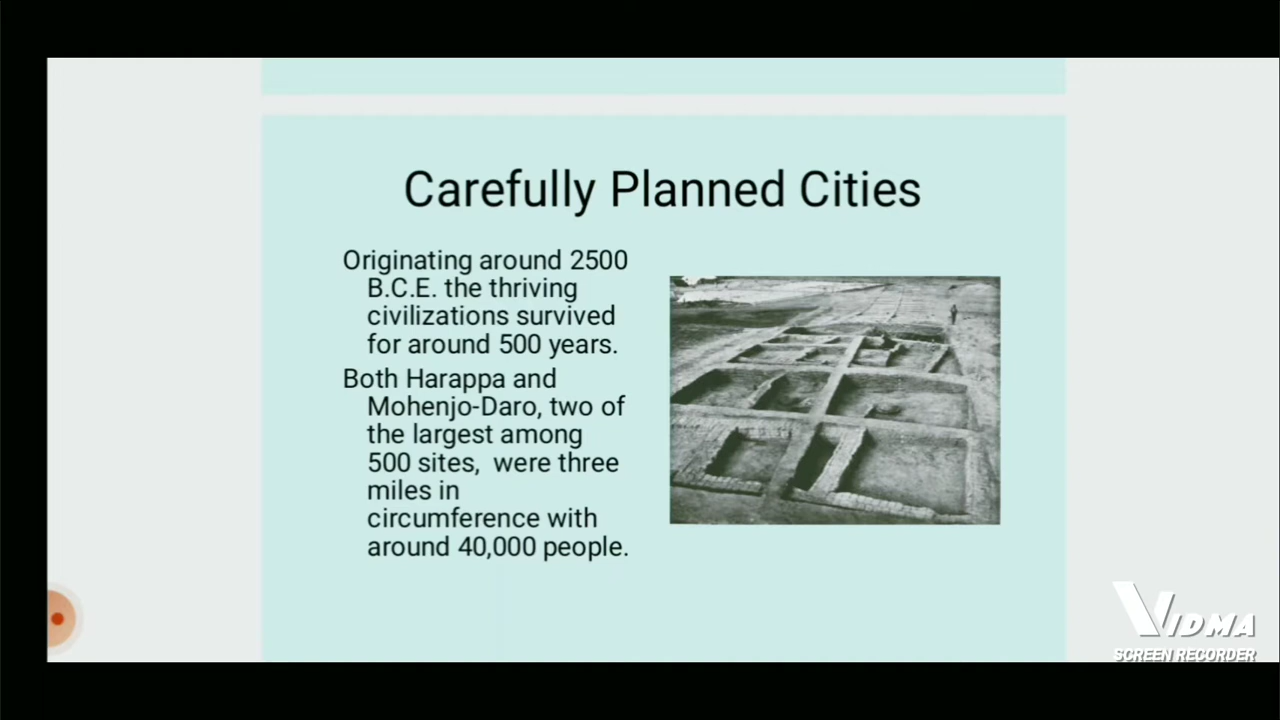 Carefully Planned Cities
Originating around 2500
B.C.E. the thriving
civilizations survived
for around 500 years.
Both Harappa and
Mohenjo-Daro, two of
the largest among
500 sites,  were three
miles in
circumference with
around 40,000 people.
VIDMA
SCREEN RECORDER